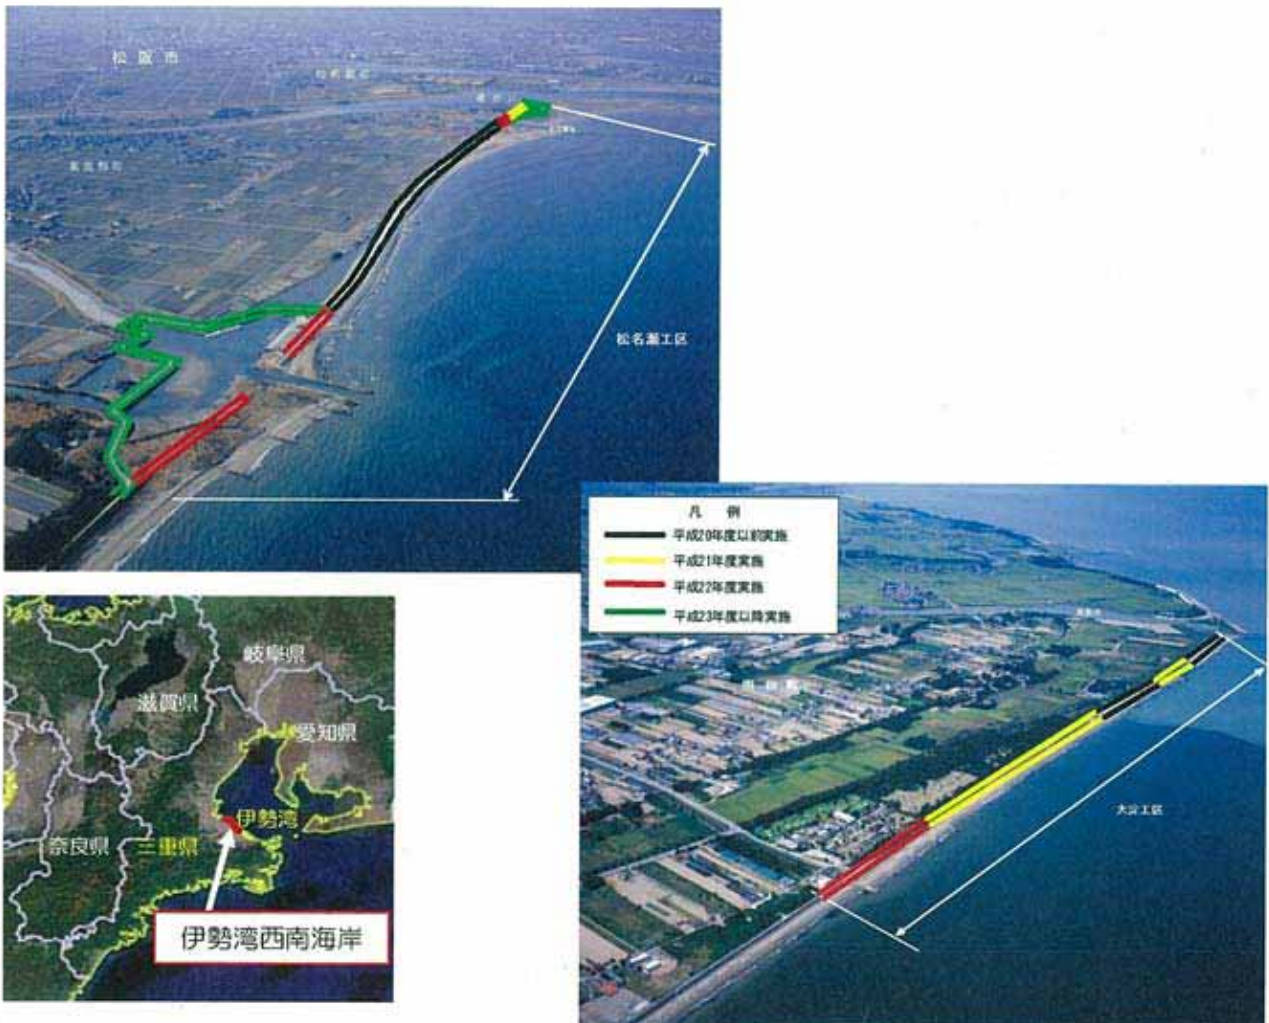 松阪市
松名瀬工区
凡例
平成20年度以前実施
平成21年度実施
平成22年度実施
平成23年度以降実施
大淀工区
岐阜県
滋賀県
愛知県
伊勢湾
奈良県
三重県
伊勢湾西南海岸